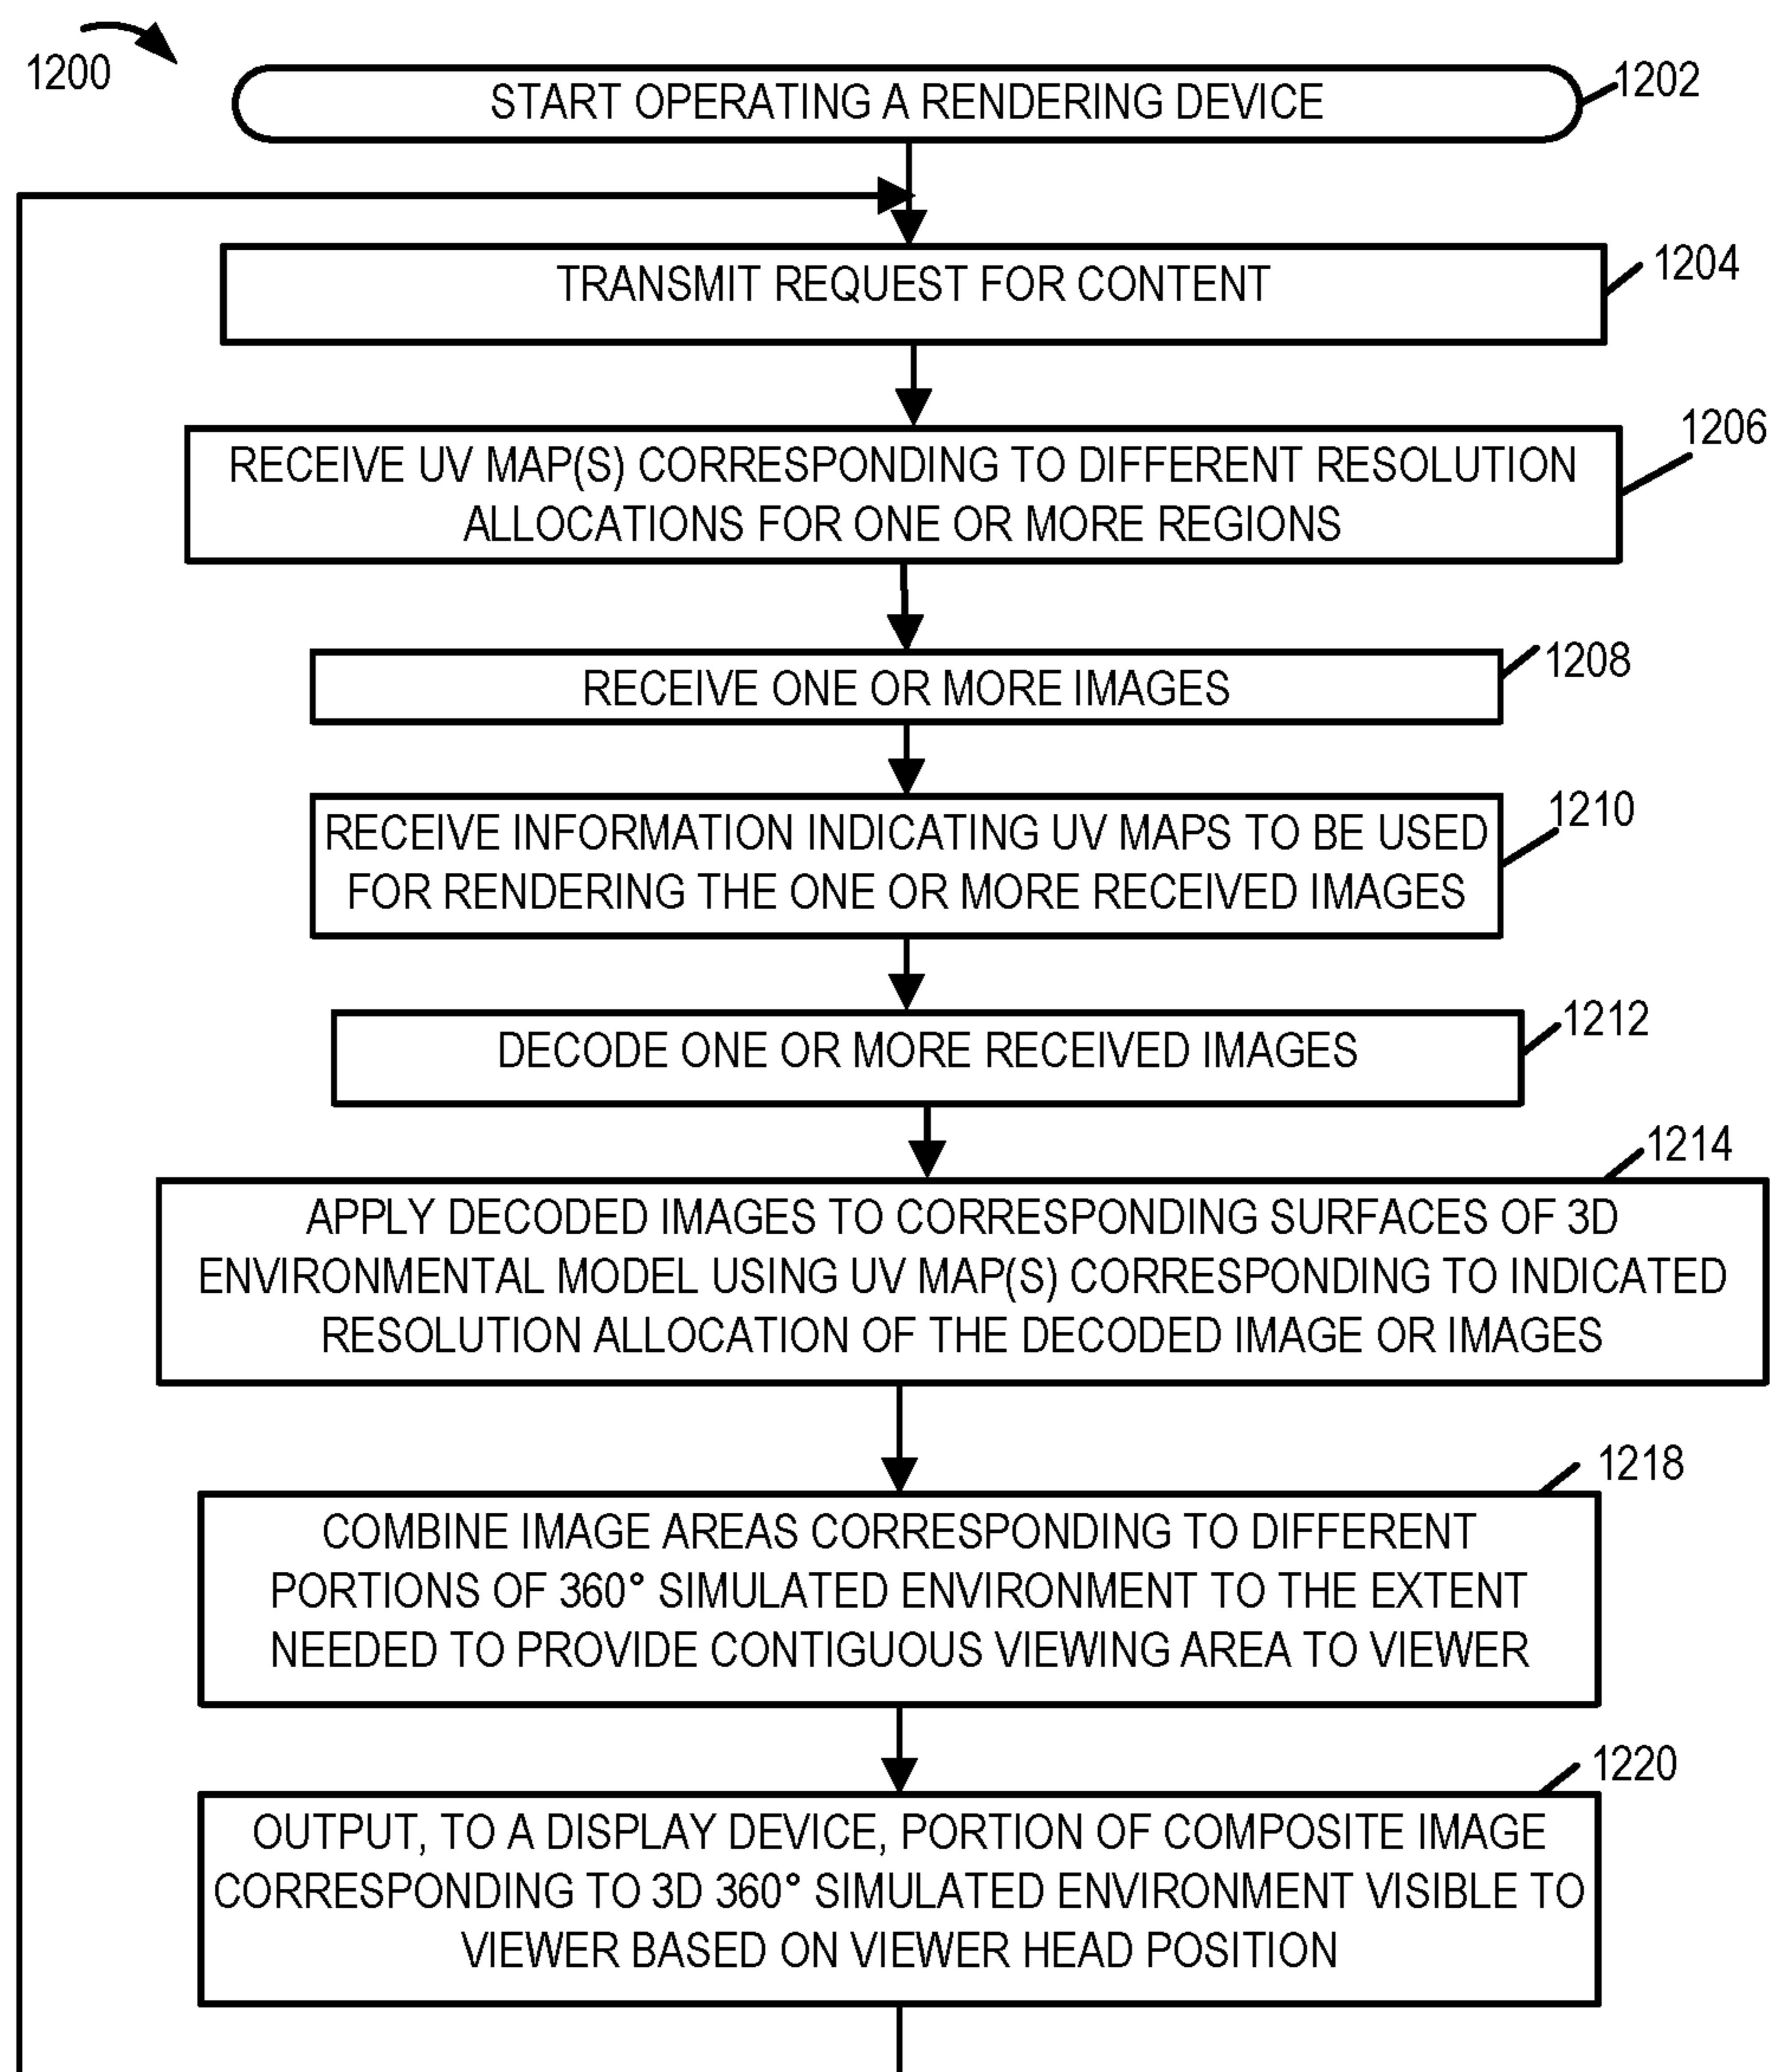 1200
START OPERATING A RENDERING DEVICE
1202
TRANSMIT REQUEST FOR CONTENT
1204
RECEIVE UV MAP(S) CORRESPONDING TO DIFFERENT RESOLUTION
ALLOCATIONS FOR ONE OR MORE REGIONS
1206
RECEIVE ONE OR MORE IMAGES
1208
RECEIVE INFORMATION INDICATING UV MAPS TO BE USED
FOR RENDERING THE ONE OR MORE RECEIVED IMAGES
1210
DECODE ONE OR MORE RECEIVED IMAGES
1212
APPLY DECODED IMAGES TO CORRESPONDING SURFACES OF 3D
ENVIRONMENTAL MODEL USING UV MAP(S) CORRESPONDING TO INDICATED
RESOLUTION ALLOCATION OF THE DECODED IMAGE OR IMAGES
1214
COMBINE IMAGE AREAS CORRESPONDING TO DIFFERENT
PORTIONS OF 360° SIMULATED ENVIRONMENT TO THE EXTENT
NEEDED TO PROVIDE CONTIGUOUS VIEWING AREA TO VIEWER
1218
OUTPUT, TO A DISPLAY DEVICE, PORTION OF COMPOSITE IMAGE
CORRESPONDING TO 3D 360° SIMULATED ENVIRONMENT VISIBLE TO
VIEWER BASED ON VIEWER HEAD POSITION
1220